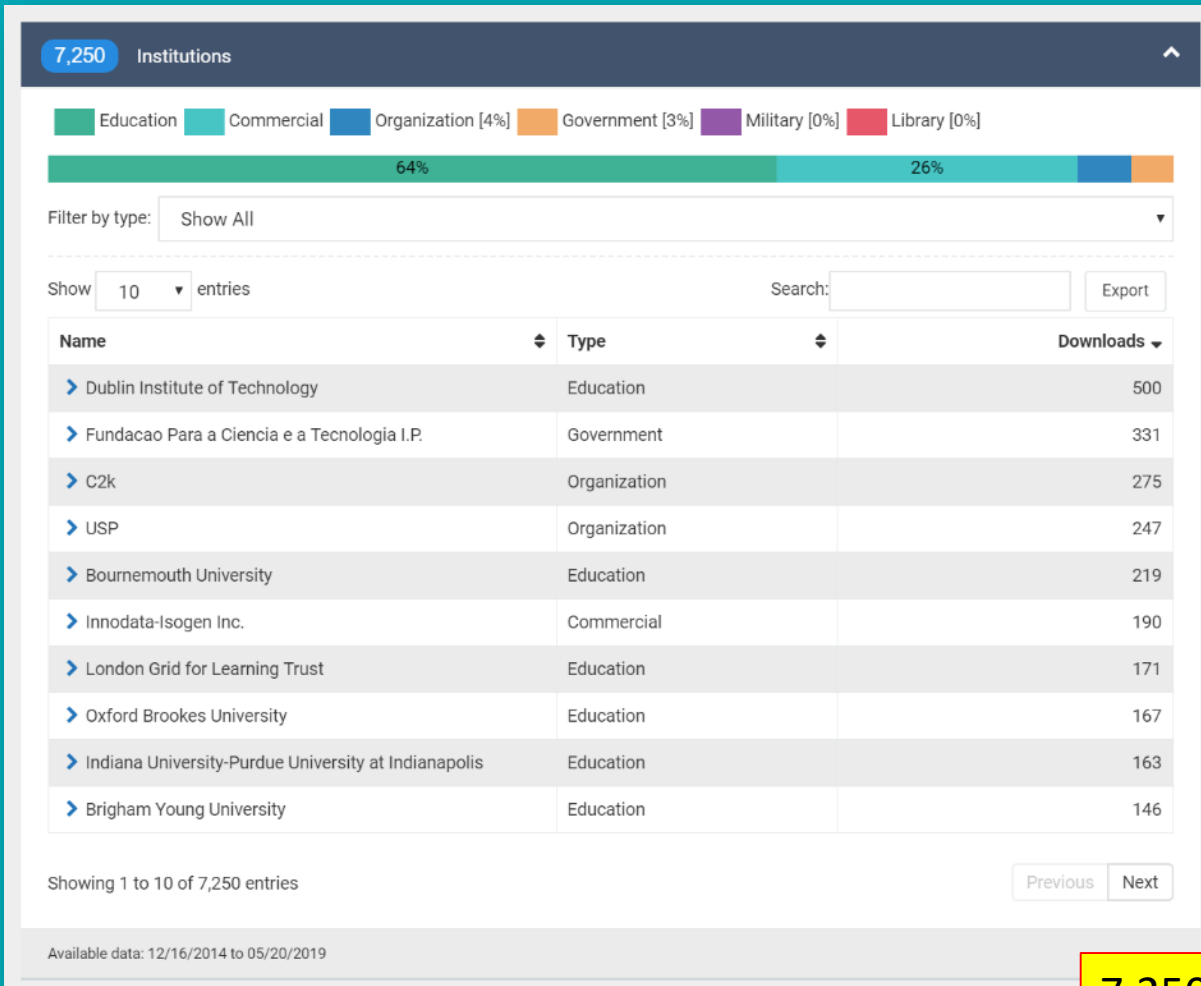 7,250 Institutions
Education Commercial Organization [4%] Government [3%] Military [0%] Library [0%]
64% 26%
Filter by type: Show All
Show 10 entries Search: Export
Name Type Downloads
Dublin Institute of Technology Education 500
Fundacao Para a Ciencia e a Tecnologia I.P. Government 331
C2k Organization 275
USP Organization 247
Bournemouth University Education 219
Innodata-Isogen Inc. Commercial 190
London Grid for Learning Trust Education 171
Oxford Brookes University Education 167
Indiana University-Purdue University at Indianapolis Education 163
Brigham Young University Education 146
Showing 1 to 10 of 7,250 entries Previous Next
Available data: 12/16/2014 to 05/20/2019